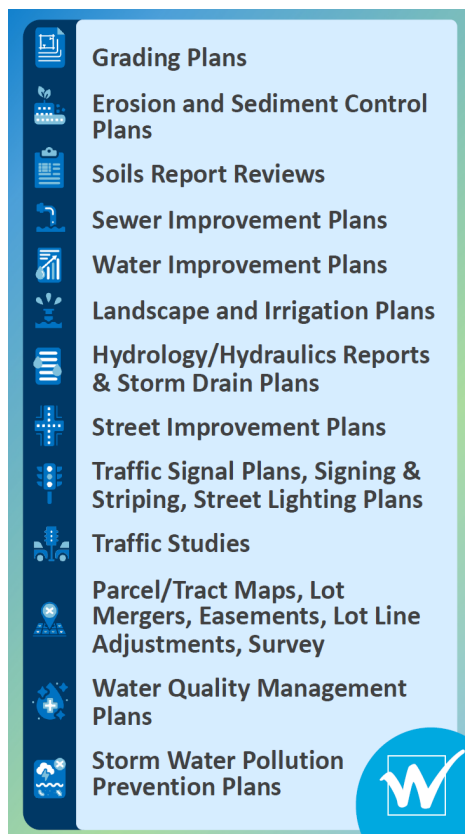 Grading Plans
Erosion and Sediment Control
Plans
Soils Report Reviews
Sewer Improvement Plans
Water Improvement Plans
Landscape and Irrigation Plans
Hydrology/Hydraulics Reports
& Storm Drain Plans
Street Improvement Plans
Traffic Signal Plans, Signing &
Striping, Street Lighting Plans
Traffic Studies
Parcel/Tract Maps, Lot
Mergers, Easements, Lot Line
Adjustments, Survey
Water Quality Management
Plans
Storm Water Pollution
Prevention Plans
W